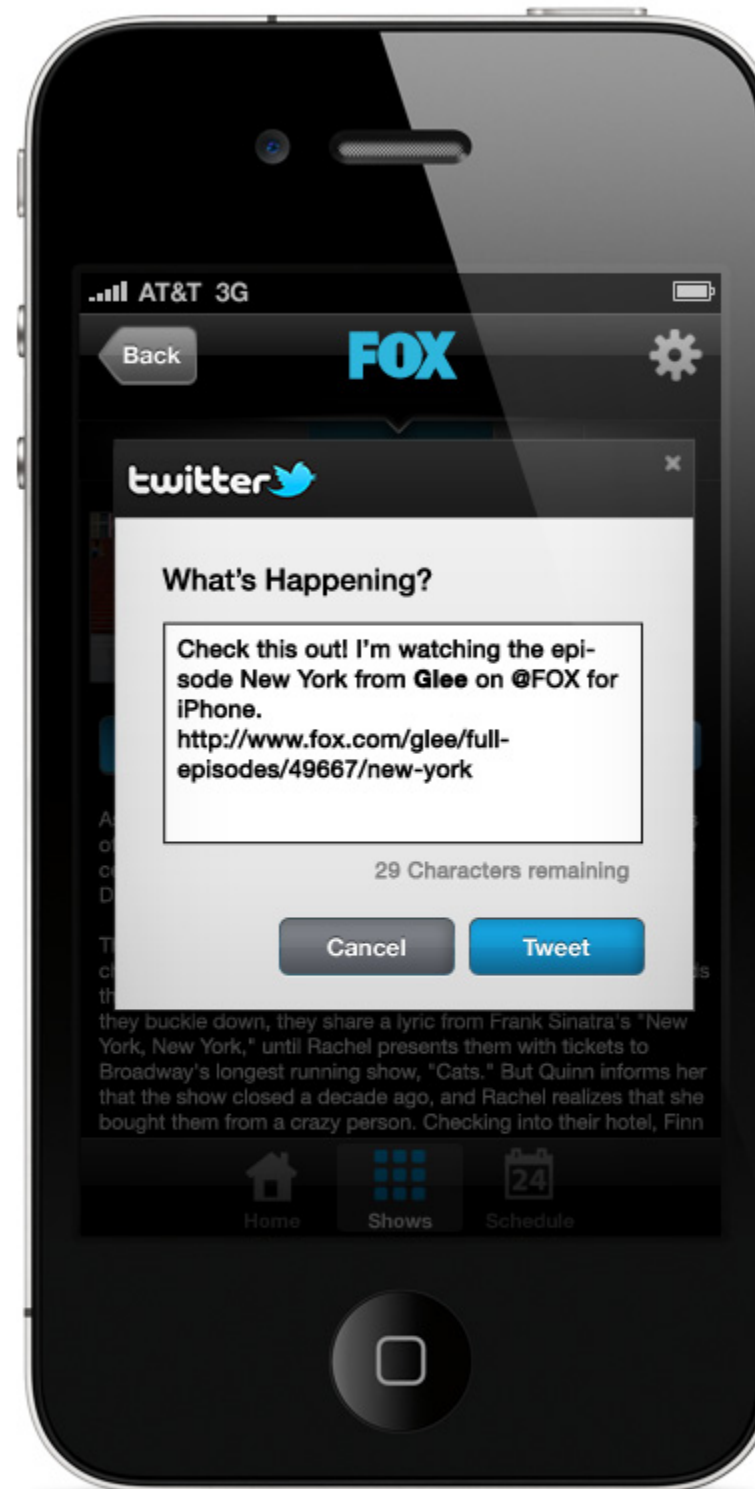 AT&T 3G
Back
FOX
twitter
×
What's Happening?
Check this out! I'm watching the epi-
sode New York from Glee on @FOX for
iPhone.
http://www.fox.com/glee/full-
episodes/49667/new-york
29 Characters remaining
Cancel
Tweet
they buckle down, they share a lyric from Frank Sinatra's "New
York, New York," until Rachel presents them with tickets to
Broadway's longest running show, "Cats." But Quinn informs her
that the show closed a decade ago, and Rachel realizes that she
bought them from a crazy person. Checking into their hotel, Finn
24
Home
Shows
Schedule